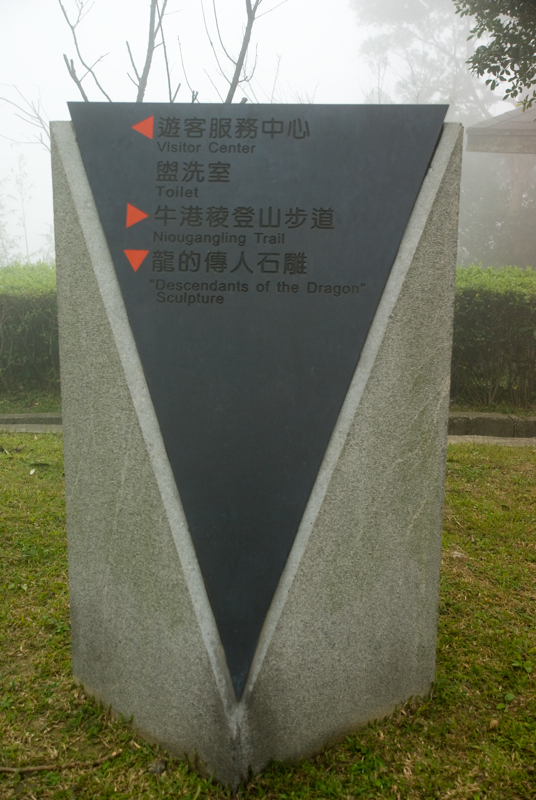 遊客服務中心
Visitor Center
盥洗室
Toilet
牛港稜登山步道
Niougangling Trail
龍的傳人石雕
"Descendants of the Dragon"
Sculpture